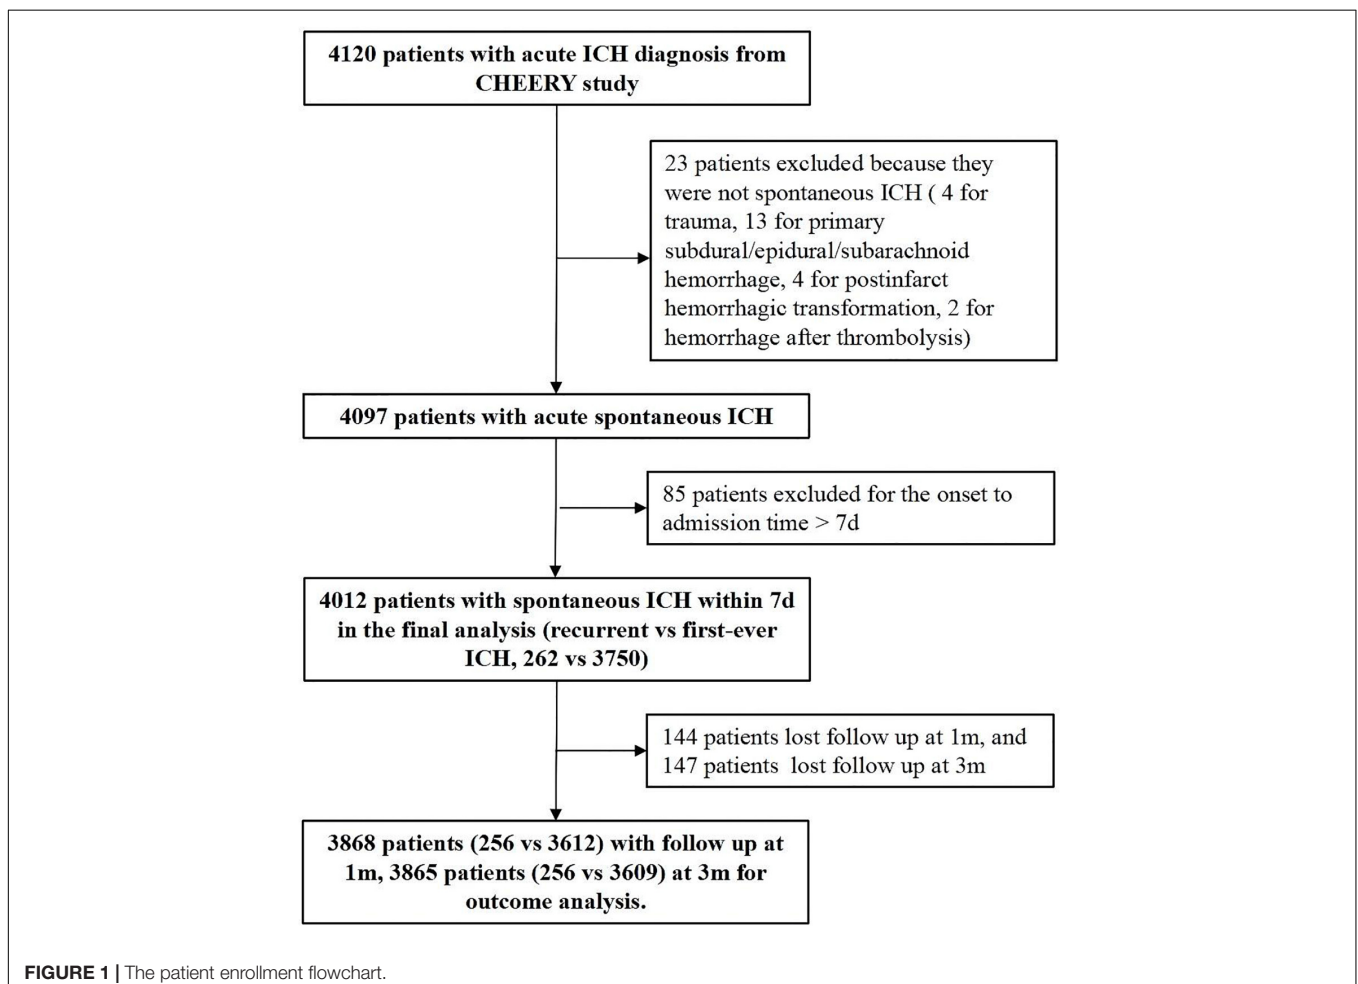 4120 patients with acute ICH diagnosis from
CHEERY study
23 patients excluded because they
were not spontaneous ICH ( 4 for
trauma, 13 for primary
subdural/epidural/subarachnoid
hemorrhage, 4 for postinfarct
hemorrhagic transformation, 2 for
hemorrhage after thrombolysis)
4097 patients with acute spontaneous ICH
85 patients excluded for the onset to
admission time > 7d
4012 patients with spontaneous ICH within 7d
in the final analysis (recurrent vs first-ever
ICH, 262 vs 3750)
144 patients lost follow up at 1m, and
147 patients  lost follow up at 3m
3868 patients (256 vs 3612) with follow up at
1m, 3865 patients (256 vs 3609) at 3m for
outcome analysis.
FIGURE 1 | The patient enrollment flowchart.